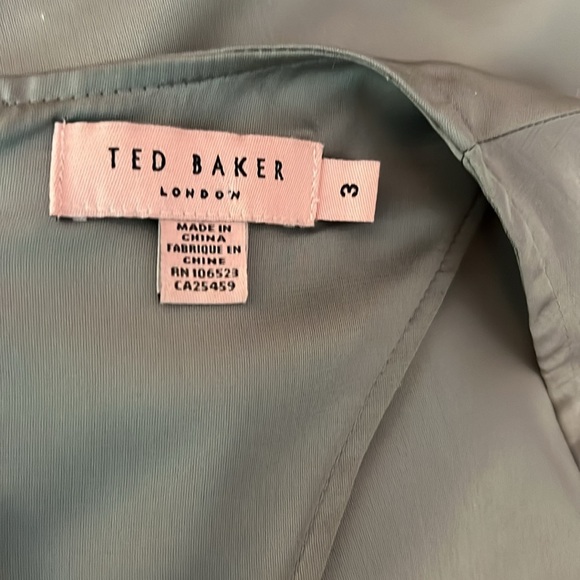 TED BAKER
LONDON
3
MADE IN
CHINA
FABRIQUE EN
CHINE
RN 106523
CA25459